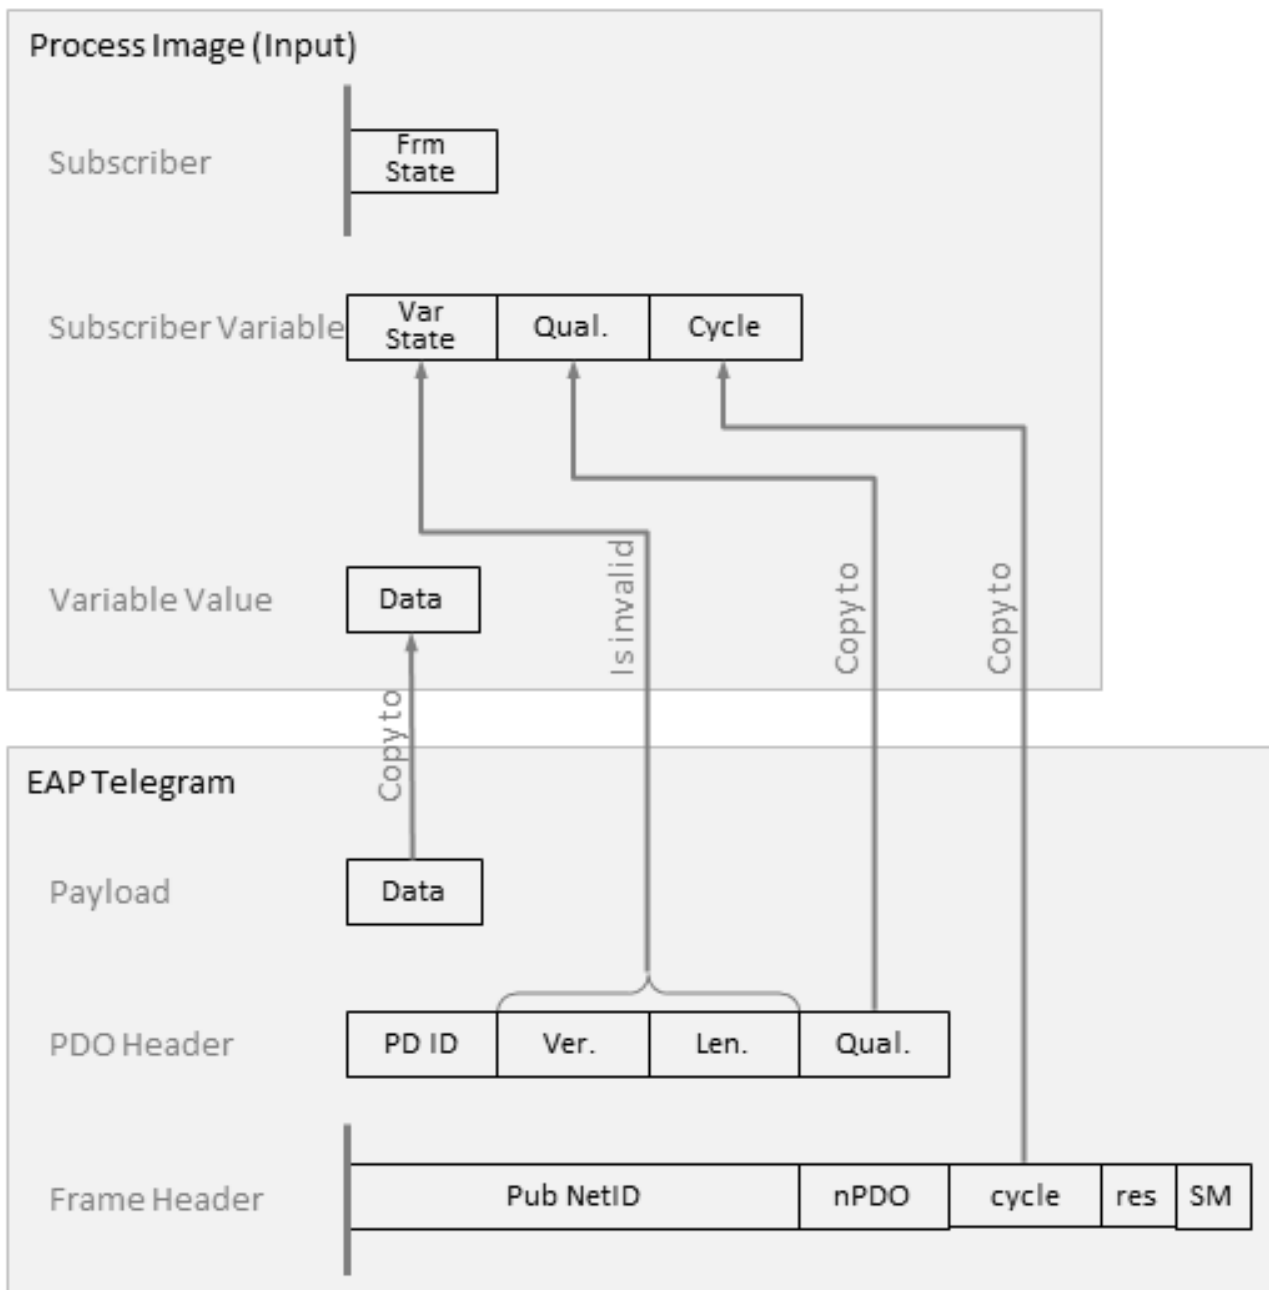 Process Image (Input)
Subscriber
Frm
State
Subscriber Variable
Var
State
Qual.
Cycle
Is invalid
Copy to
Copy to
Variable Value
Data
Copy to
EAP Telegram
Payload
Data
PDO Header
PD ID
Ver.
Len.
Qual.
Frame Header
Pub NetID
nPDO
cycle
res
SM